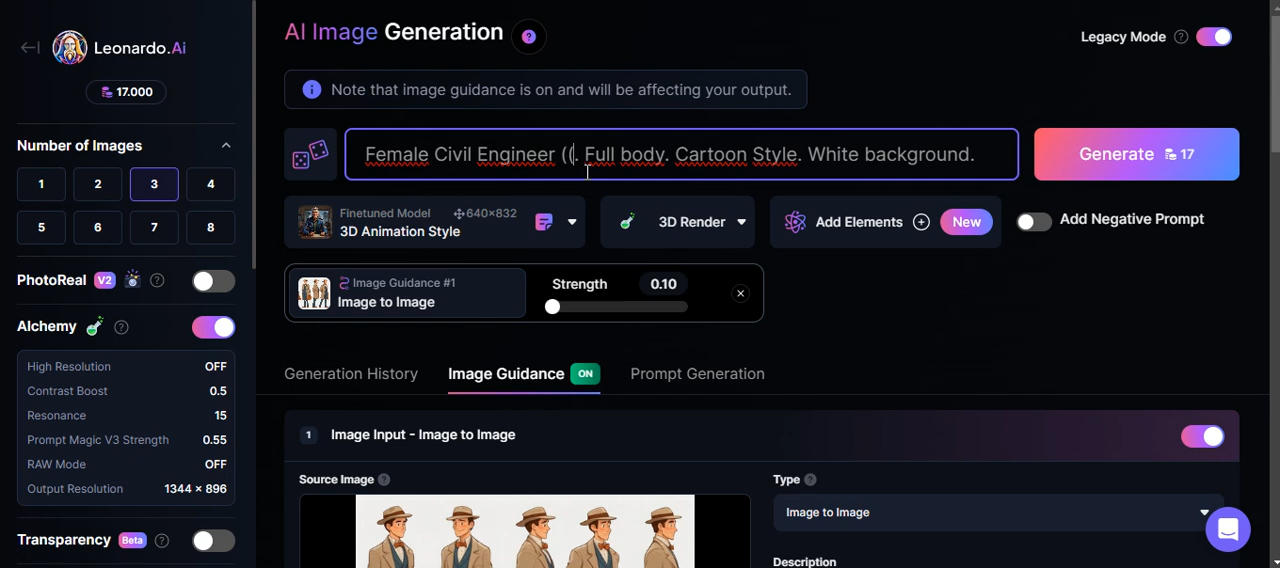 Leonardo.Ai
17.000
Number of Images
1
2
3
4
5
6
7
8
PhotoReal V2
Alchemy
High Resolution OFF
Contrast Boost 0.5
Resonance 15
Prompt Magic V3 Strength 0.55
RAW Mode OFF
Output Resolution 1344 × 896
Transparency Beta
AI Image Generation
Legacy Mode
Note that image guidance is on and will be affecting your output.
Female Civil Engineer ((. Full body. Cartoon Style. White background.
Generate 17
Finetuned Model 640×832
3D Animation Style
3D Render
Add Elements New
Add Negative Prompt
Image Guidance #1
Image to Image
Strength 0.10
Generation History
Image Guidance ON
Prompt Generation
1 Image Input - Image to Image
Source Image
Type
Image to Image
Description